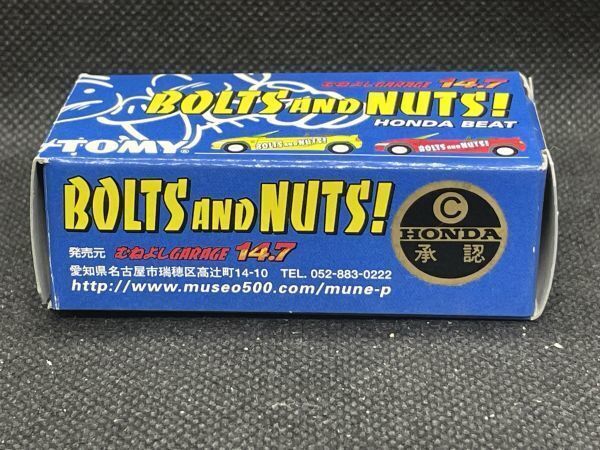 むねよしGARAGE 14.7
BOLTS AND NUTS!
HONDA BEAT
TOMY®
BOLTS AND NUTS!
BOLTS AND NUTS!
BOLTS AND NUTS!
発売元 むねよしGARAGE 14.7
愛知県名古屋市瑞穂区高辻町14-10 TEL. 052-883-0222
http://www.museo500.com/mune-p
©
HONDA
承認